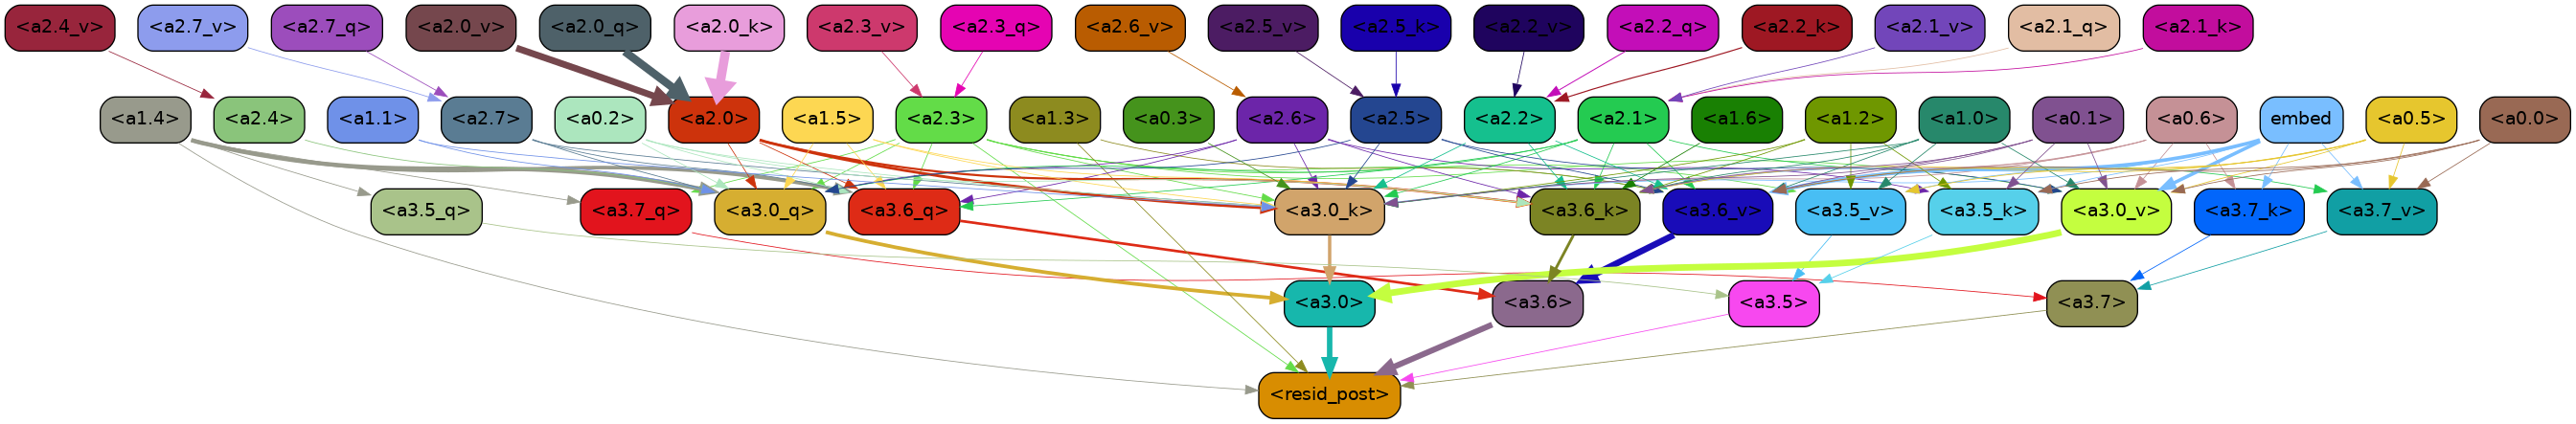 <a2.4_v> <a2.7_v> <a2.7_q> <a2.0_v> <a2.0_q> <a2.0_k> <a2.3_v> <a2.3_q> <a2.6_v> <a2.5_v> <a2.5_k> <a2.2_v> <a2.2_q> <a2.2_k> <a2.1_v> <a2.1_q> <a2.1_k>
<a1.4> <a2.4> <a1.1> <a2.7> <a0.2> <a2.0> <a1.5> <a2.3> <a1.3> <a0.3> <a2.6> <a2.5> <a2.2> <a2.1> <a1.6> <a1.2> <a1.0> <a0.1> <a0.6> embed <a0.5> <a0.0>
<a3.5_q> <a3.7_q> <a3.0_q> <a3.6_q> <a3.0_k> <a3.6_k> <a3.6_v> <a3.5_v> <a3.5_k> <a3.0_v> <a3.7_k> <a3.7_v>
<a3.0> <a3.6> <a3.5> <a3.7>
<resid_post>